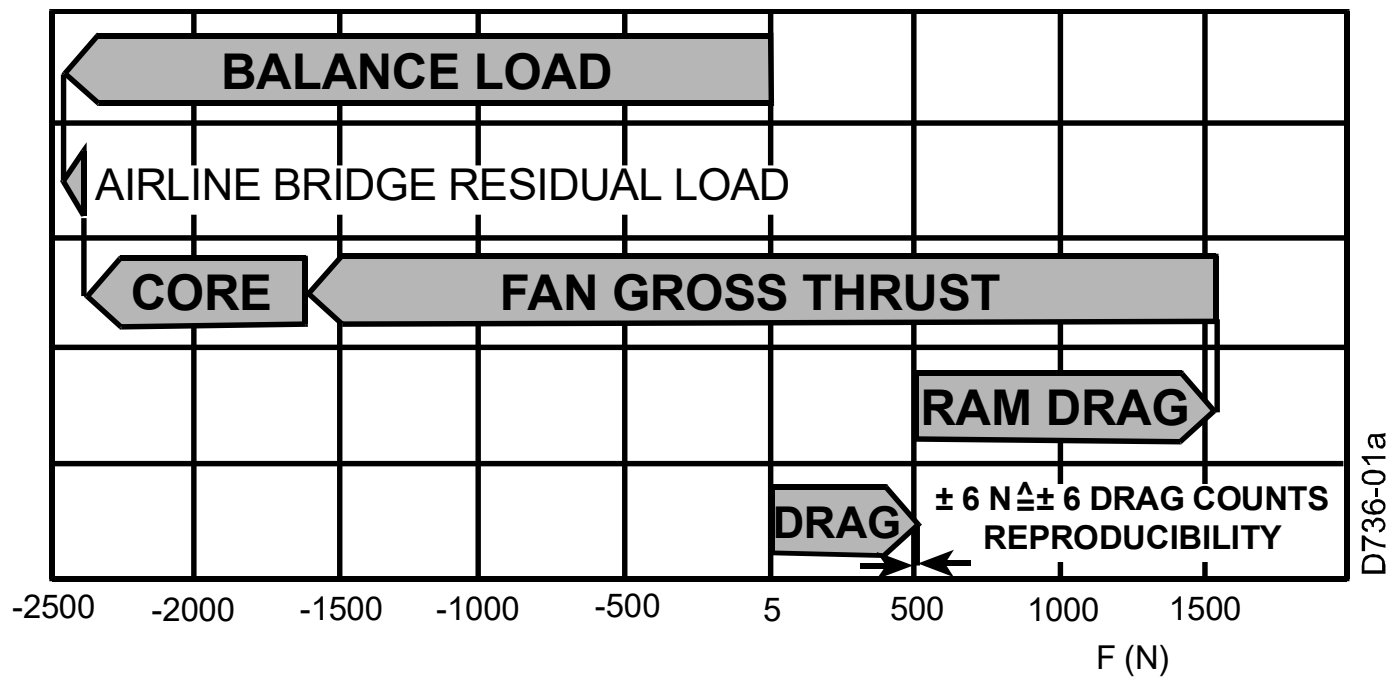 BALANCE LOAD
AIRLINE BRIDGE RESIDUAL LOAD
CORE FAN GROSS THRUST
RAM DRAG
DRAG
± 6 N ≙ ± 6 DRAG COUNTS
REPRODUCIBILITY
-2500 -2000 -1500 -1000 -500 5 500 1000 1500
F (N)
D736-01a